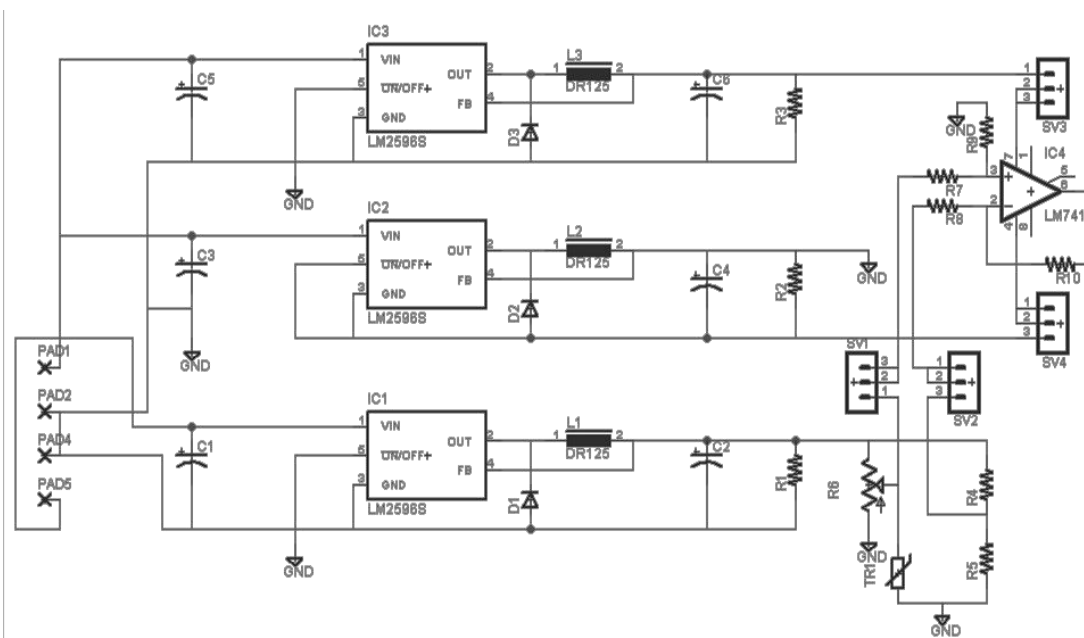 IC3
1 VIN
5 ON/OFF+
3 GND
OUT 2
FB 4
LM2596S
C5
GND
D3
L3
1 2
DR125
C6
R3
1
2
3
+
SV3
GND
R9
IC4
7 1
3 +
2 -
4 8
5
6
+
LM741
R7
R8
R10
IC2
1 VIN
5 ON/OFF+
3 GND
OUT 2
FB 4
LM2596S
C3
GND
D2
L2
1 2
DR125
C4
R2
GND
1
2
3
+
SV4
PAD1
PAD2
PAD4
PAD5
SV1
3
2
1
+
1
2
3
+
SV2
IC1
1 VIN
5 ON/OFF+
3 GND
OUT 2
FB 4
LM2596S
C1
GND
D1
L1
1 2
DR125
C2
R1
R6
GND
TR1
R4
R5
GND